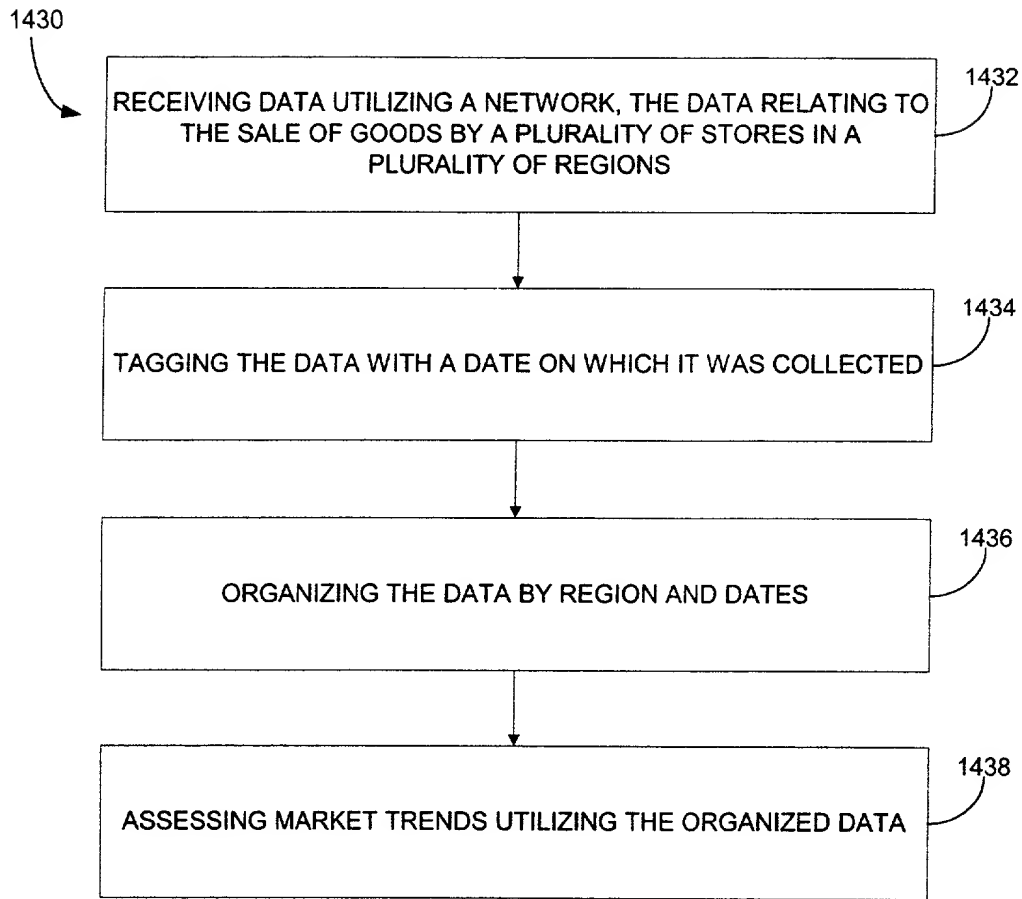 1430
1432
RECEIVING DATA UTILIZING A NETWORK, THE DATA RELATING TO
THE SALE OF GOODS BY A PLURALITY OF STORES IN A
PLURALITY OF REGIONS
1434
TAGGING THE DATA WITH A DATE ON WHICH IT WAS COLLECTED
1436
ORGANIZING THE DATA BY REGION AND DATES
1438
ASSESSING MARKET TRENDS UTILIZING THE ORGANIZED DATA